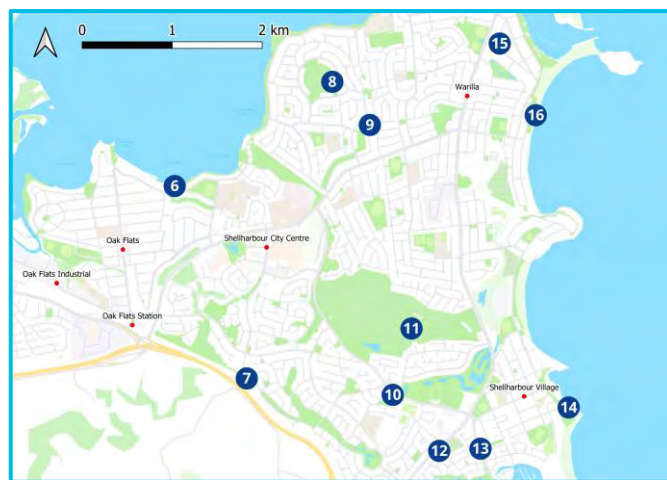 0 1 2 km
15
8
Warilla
16
9
6
Oak Flats
Shellharbour City Centre
Oak Flats Industrial
Oak Flats Station
11
7
Shellharbour Village
10
14
12
13